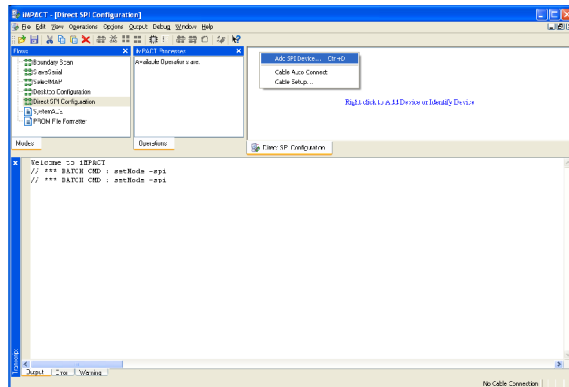 iMPACT - [Direct SPI Configuration]
File Edit View Operations Options Output Debug Window Help
Flows
Boundary Scan
SlaveSerial
SelectMAP
Desktop Configuration
Direct SPI Configuration
SystemACE
PROM File Formatter
Modes
iMPACT Processes
Available Operations are:
Operations
Add SPI Device... Ctrl+D
Cable Auto Connect
Cable Setup...
Right click to Add Device or Identify Device
Direct SPI Configuration
Welcome to iMPACT
// *** BATCH CMD : setMode -spi
// *** BATCH CMD : setMode -spi
Transcript
Output Error Warning
No Cable Connection